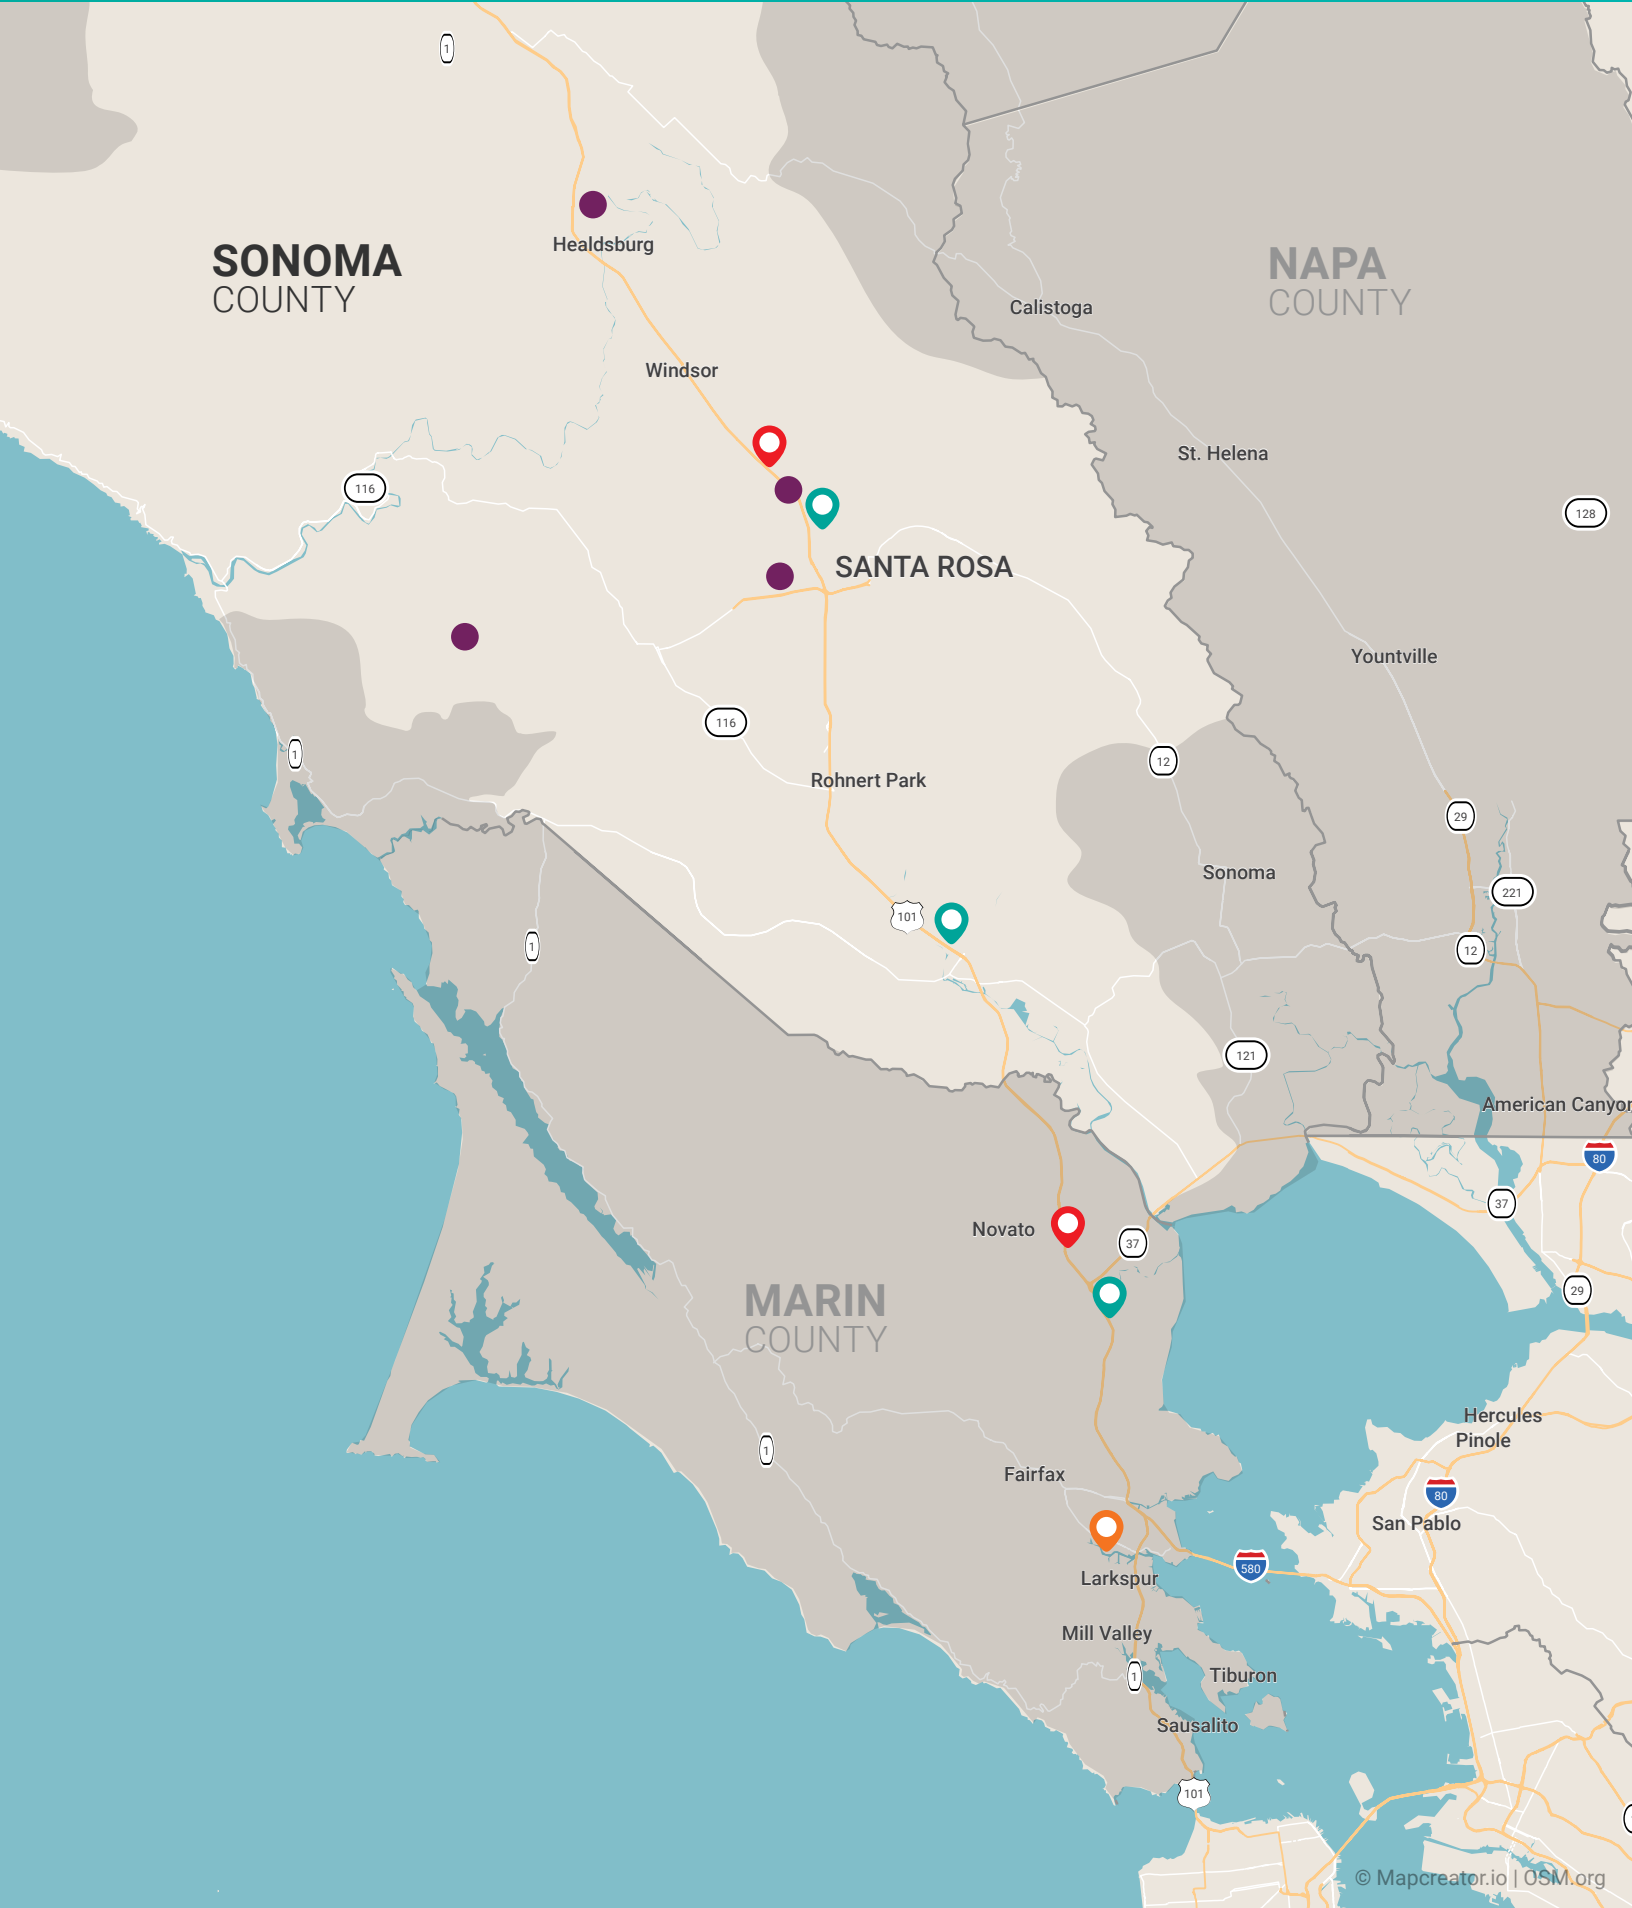 1
SONOMA
COUNTY
Healdsburg
NAPA
COUNTY
Calistoga
Windsor
St. Helena
116
128
SANTA ROSA
Yountville
116
1
12
Rohnert Park
29
Sonoma
221
101
1
12
121
American Canyon
80
37
Novato
37
29
MARIN
COUNTY
Hercules
Pinole
1
Fairfax
80
San Pablo
580
Larkspur
Mill Valley
1
Tiburon
Sausalito
101
© Mapcreator.io | OSM.org